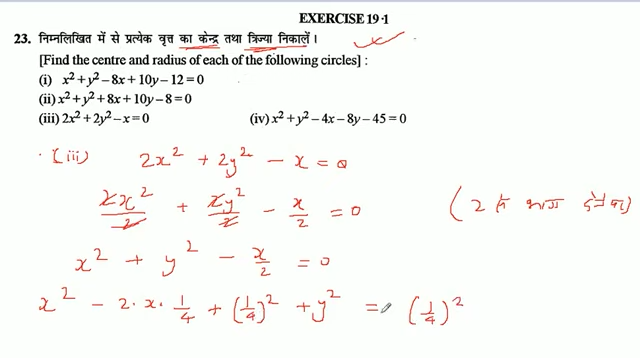 EXERCISE 19·1
23. निम्नलिखित में से प्रत्येक वृत्त का केन्द्र तथा त्रिज्या निकालें।
[Find the centre and radius of each of the following circles] :
(i) x² + y² – 8x + 10y – 12 = 0
(ii) x² + y² + 8x + 10y – 8 = 0
(iii) 2x² + 2y² – x = 0 (iv) x² + y² – 4x – 8y – 45 = 0
(iii) 2x² + 2y² – x = 0
2x²/2 + 2y²/2 – x/2 = 0 (2 से भाग देने पर)
x² + y² – x/2 = 0
x² – 2·x·1/4 + (1/4)² + y² = (1/4)²